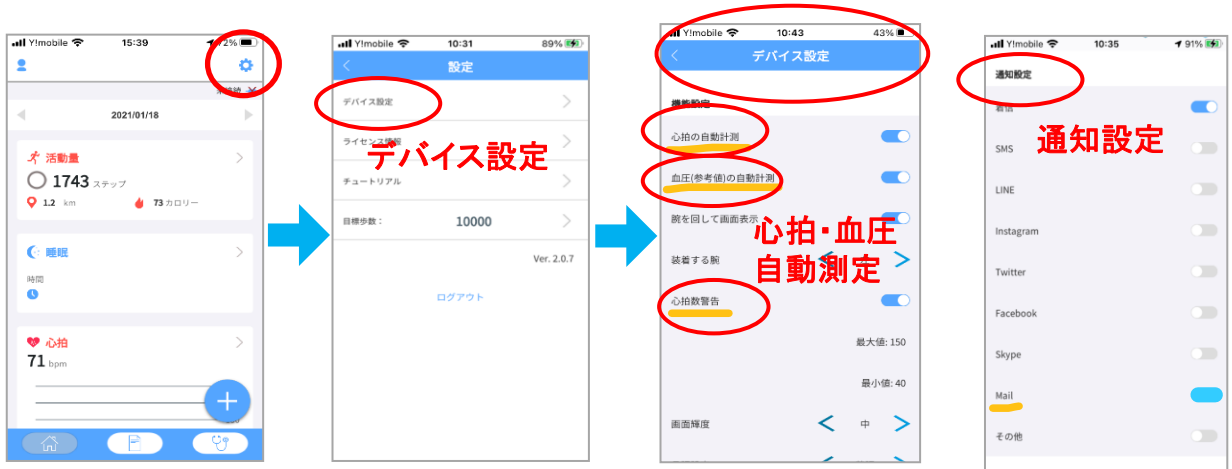 Y!mobile 15:39 72%
2021/01/18
活動量
1743 ステップ
1.2 km 73 カロリー
睡眠
時間
心拍
71 bpm
Y!mobile 10:31 89%
設定
デバイス設定
ライセンス情報
デバイス設定
チュートリアル
目標歩数： 10000
Ver. 2.0.7
ログアウト
Y!mobile 10:43 43%
デバイス設定
機能設定
心拍の自動計測
血圧(参考値)の自動計測
腕を回して画面表示
心拍・血圧
自動測定
装着する腕
心拍数警告
最大値: 150
最小値: 40
画面輝度 中
Y!mobile 10:35 91%
通知設定
着信
通知設定
SMS
LINE
Instagram
Twitter
Facebook
Skype
Mail
その他